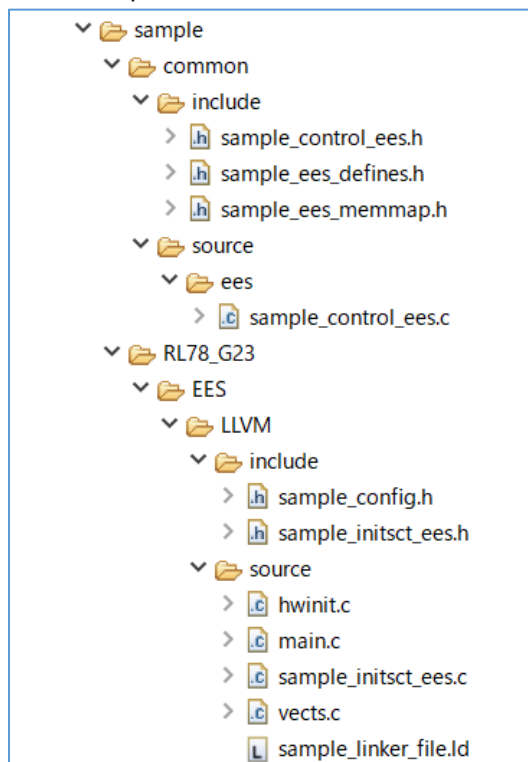 sample
common
include
sample_control_ees.h
sample_ees_defines.h
sample_ees_memmap.h
source
ees
sample_control_ees.c
RL78_G23
EES
LLVM
include
sample_config.h
sample_initsct_ees.h
source
hwinit.c
main.c
sample_initsct_ees.c
vects.c
sample_linker_file.ld